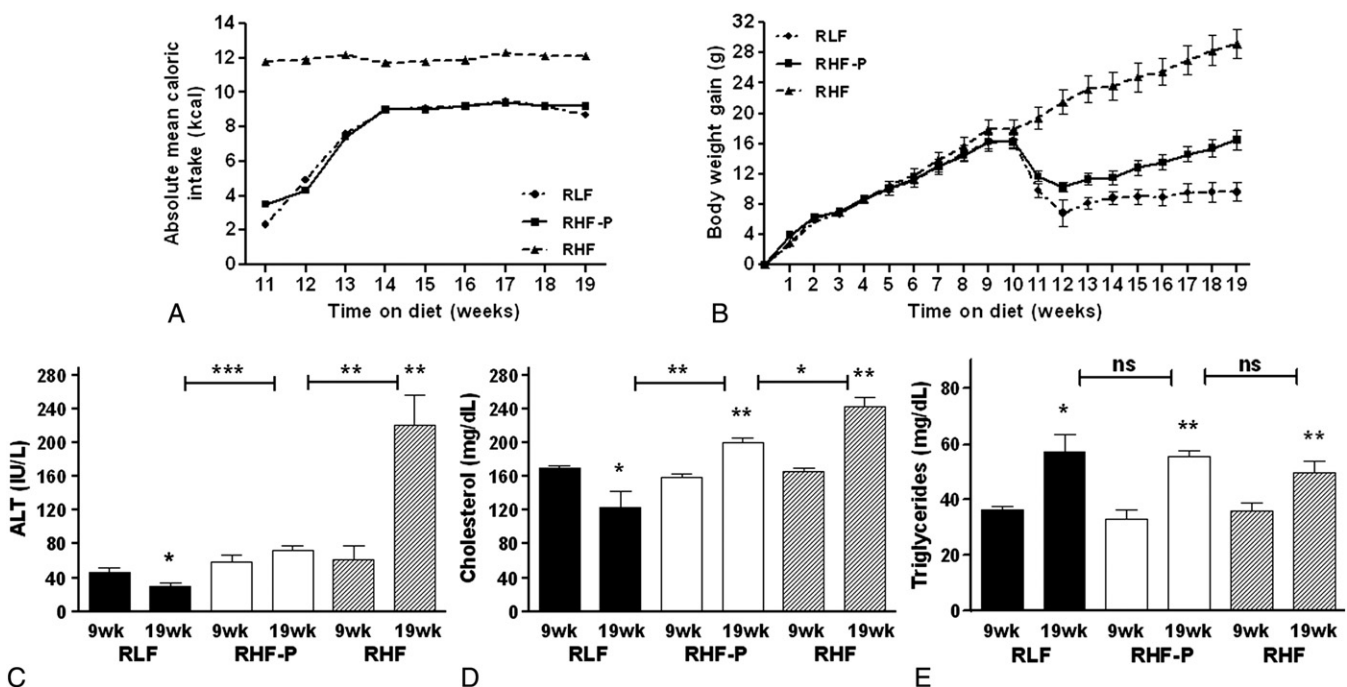 14
12
10
8
6
4
2
0
Absolute mean caloric
intake (kcal)
RLF
RHF-P
RHF
11 12 13 14 15 16 17 18 19
Time on diet (weeks)
A
32
28
24
20
16
12
8
4
0
Body weight gain (g)
RLF
RHF-P
RHF
1 2 3 4 5 6 7 8 9 10 11 12 13 14 15 16 17 18 19
Time on diet (weeks)
B
280
240
200
160
120
80
40
0
ALT (IU/L)
*** ** **
*
9wk 19wk 9wk 19wk 9wk 19wk
RLF RHF-P RHF
C
280
240
200
160
120
80
40
0
Cholesterol (mg/dL)
** * **
**
*
9wk 19wk 9wk 19wk 9wk 19wk
RLF RHF-P RHF
D
80
60
40
20
0
Triglycerides (mg/dL)
ns ns
* ** **
9wk 19wk 9wk 19wk 9wk 19wk
RLF RHF-P RHF
E